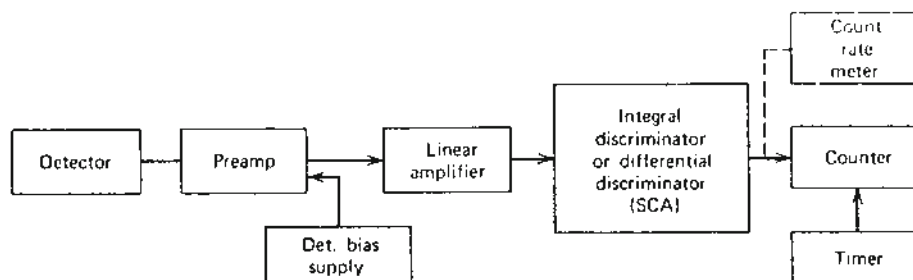 Count
rate
meter
Integral
discriminator
or differential
discriminator
(SCA)
Detector
Preamp
Linear
amplifier
Counter
Det. bias
supply
Timer